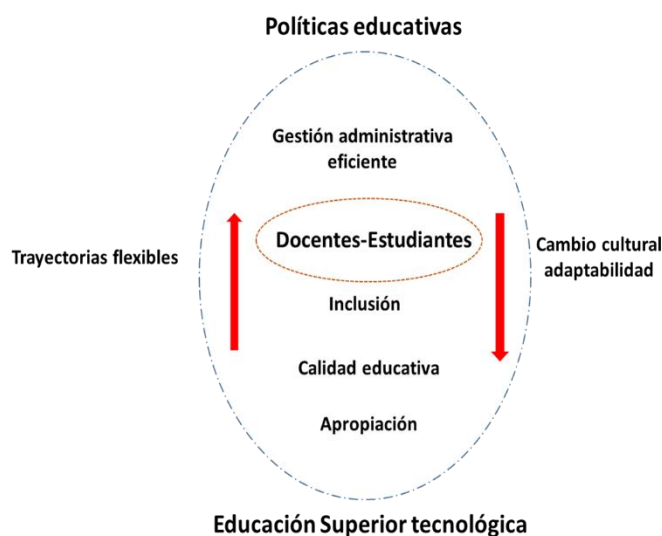 Políticas educativas
Gestión administrativa
eficiente
Docentes-Estudiantes
Trayectorias flexibles
Cambio cultural
adaptabilidad
Inclusión
Calidad educativa
Apropiación
Educación Superior tecnológica